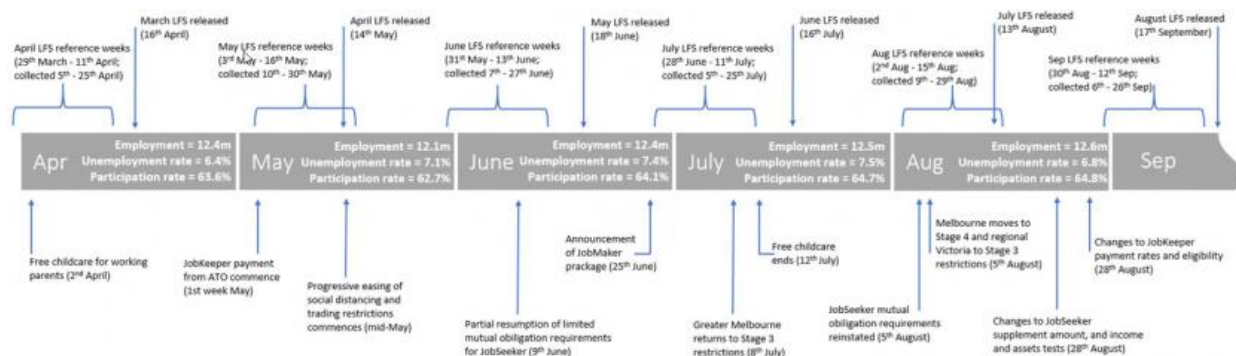 March LFS released
(16th April)
April LFS released
(14th May)
May LFS released
(18th June)
June LFS released
(16th July)
July LFS released
(13th August)
August LFS released
(17th September)
April LFS reference weeks
(29th March - 11th April;
collected 5th - 25th April)
May LFS reference weeks
(3rd May - 16th May;
collected 10th - 30th May)
June LFS reference weeks
(31st May - 13th June;
collected 7th - 27th June)
July LFS reference weeks
(28th June - 11th July;
collected 5th - 25th July)
Aug LFS reference weeks
(2nd Aug - 15th Aug;
collected 9th - 29th Aug)
Sep LFS reference weeks
(30th Aug - 12th Sep;
collected 6th - 26th Sep)
Apr
Employment = 12.4m
Unemployment rate = 6.4%
Participation rate = 63.6%
May
Employment = 12.1m
Unemployment rate = 7.1%
Participation rate = 62.7%
June
Employment = 12.4m
Unemployment rate = 7.4%
Participation rate = 64.1%
July
Employment = 12.5m
Unemployment rate = 7.5%
Participation rate = 64.7%
Aug
Employment = 12.6m
Unemployment rate = 6.8%
Participation rate = 64.8%
Sep
Free childcare for working
parents (2nd April)
JobKeeper payment
from ATO commence
(1st week May)
Progressive easing of
social distancing and
trading restrictions
commences (mid-May)
Partial resumption of limited
mutual obligation requirements
for JobSeeker (9th June)
Announcement
of JobMaker
package (25th June)
Greater Melbourne
returns to Stage 3
restrictions (8th July)
Free childcare
ends (12th July)
JobSeeker mutual
obligation requirements
reinstated (5th August)
Melbourne moves to
Stage 4 and regional
Victoria to Stage 3
restrictions (5th August)
Changes to JobSeeker
supplement amount, and income
and assets tests (28th August)
Changes to JobKeeper
payment rates and eligibility
(28th August)